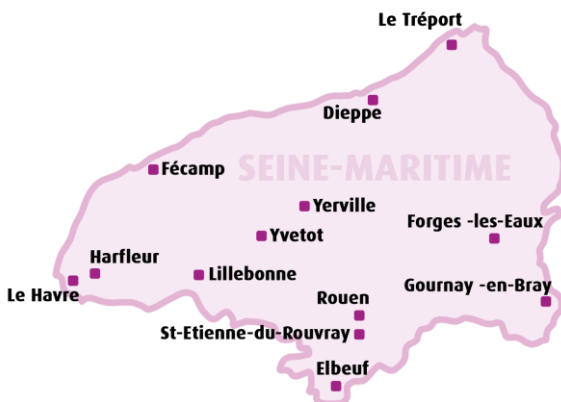 Le Tréport
Dieppe
Fécamp
SEINE-MARITIME
Yerville
Forges -les-Eaux
Yvetot
Harfleur
Lillebonne
Le Havre
Gournay -en-Bray
Rouen
St-Etienne-du-Rouvray
Elbeuf